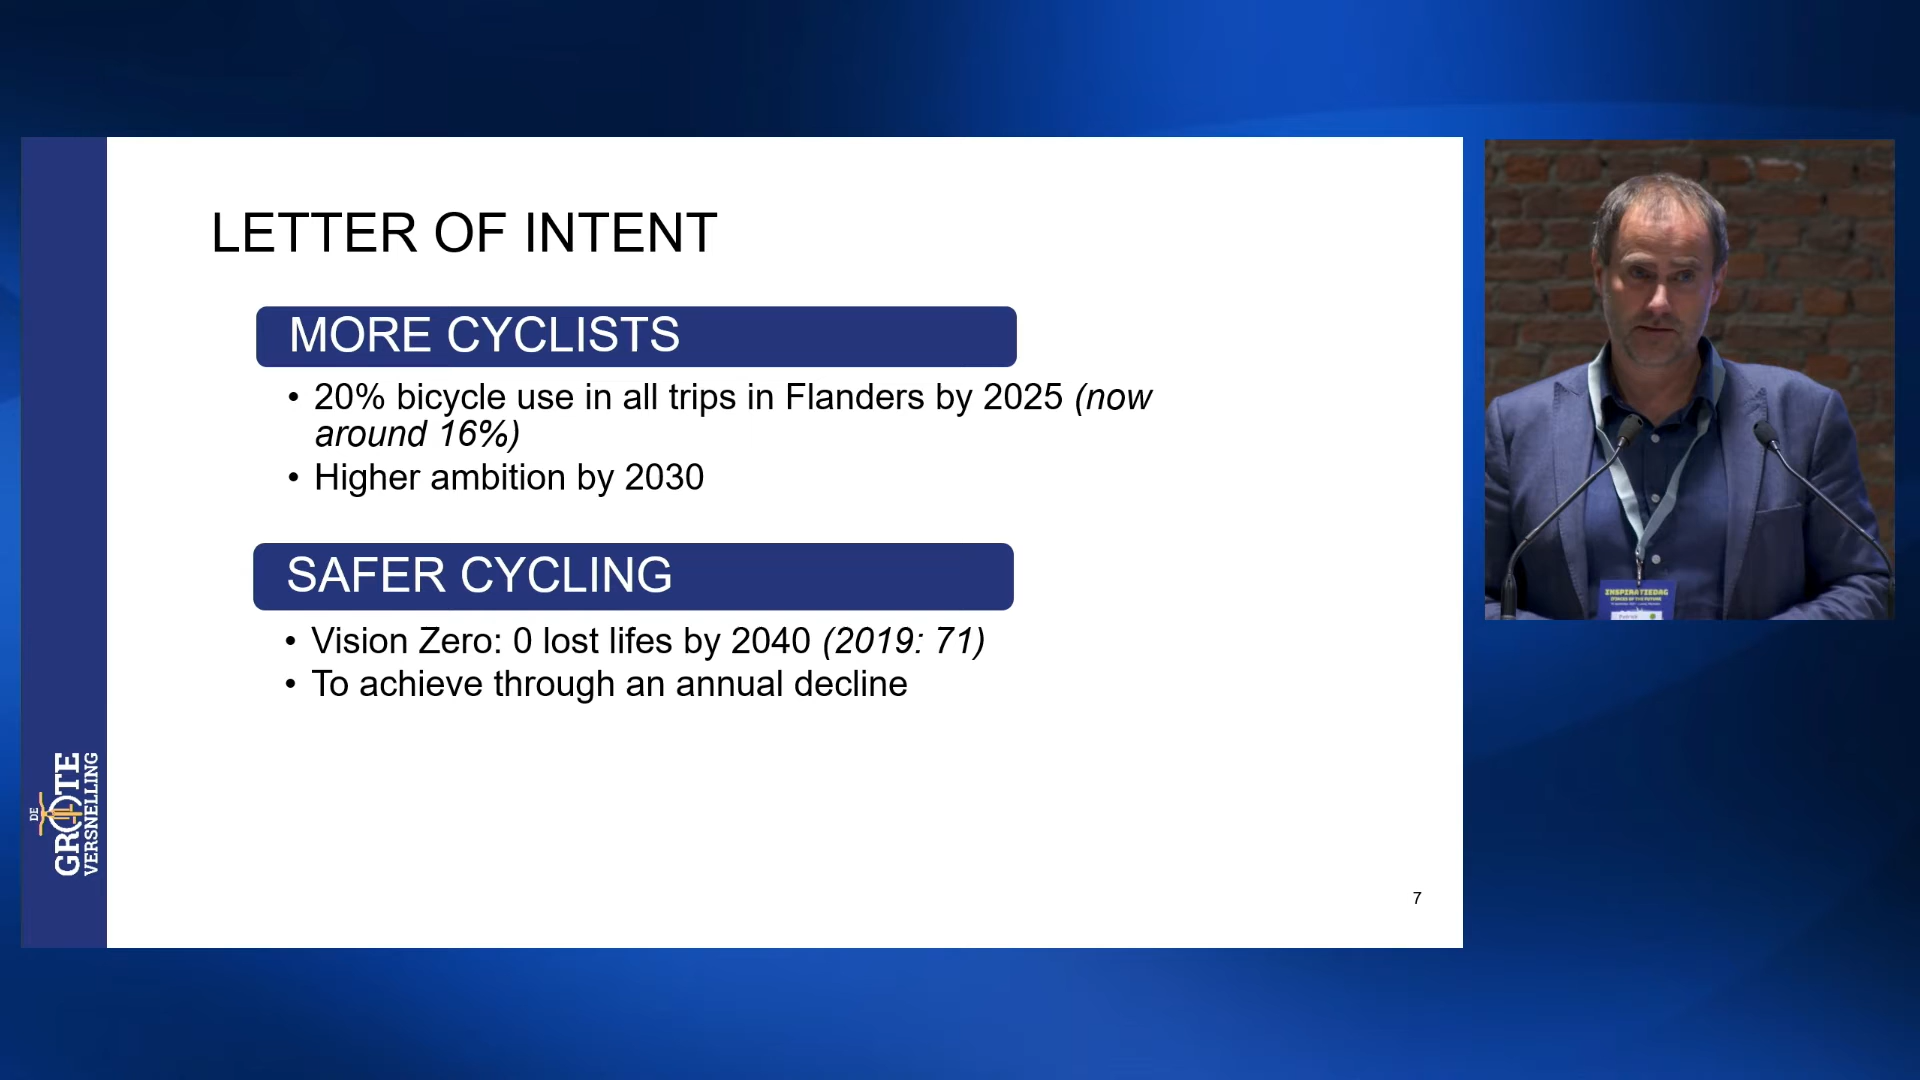 LETTER OF INTENT
MORE CYCLISTS
• 20% bicycle use in all trips in Flanders by 2025 (now
around 16%)
• Higher ambition by 2030
SAFER CYCLING
• Vision Zero: 0 lost lifes by 2040 (2019: 71)
• To achieve through an annual decline
DE
GROTE
VERSNELLING
7
INSPIRATIEDAG